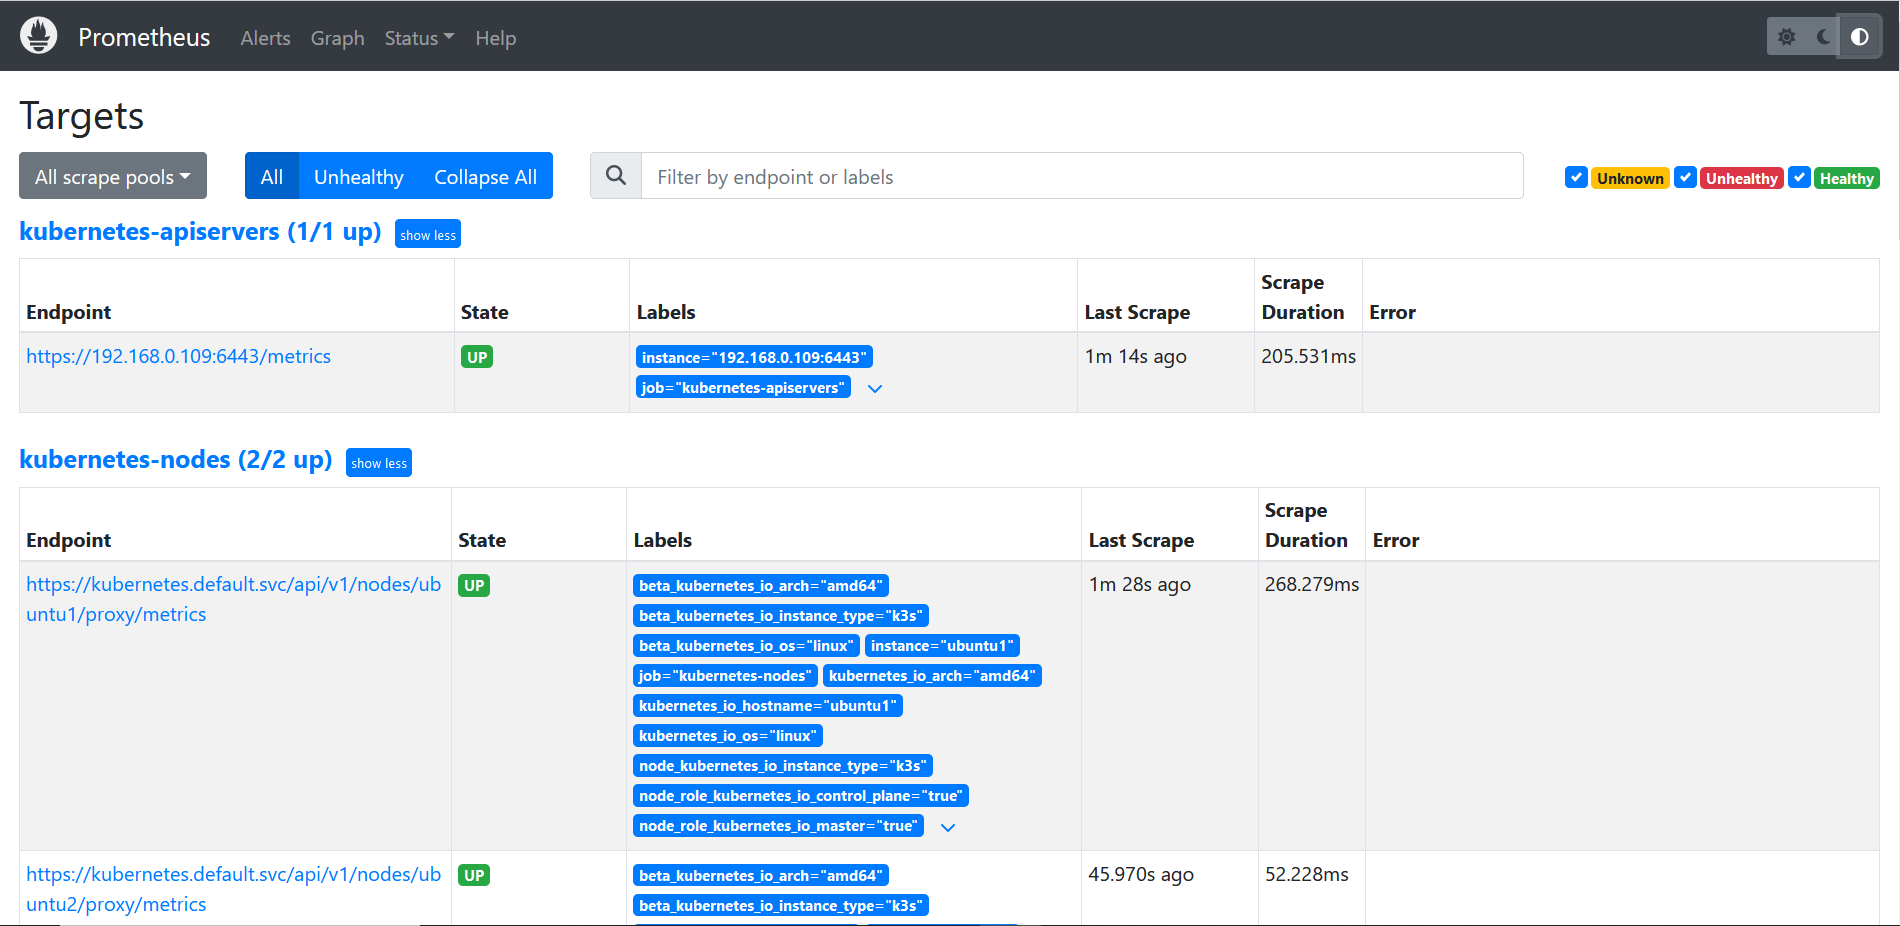 Prometheus Alerts Graph Status Help
Targets
All scrape pools All Unhealthy Collapse All Filter by endpoint or labels Unknown Unhealthy Healthy
kubernetes-apiservers (1/1 up) show less
Endpoint State Labels Last Scrape Scrape Duration Error
https://192.168.0.109:6443/metrics UP instance="192.168.0.109:6443" 1m 14s ago 205.531ms
job="kubernetes-apiservers"
kubernetes-nodes (2/2 up) show less
Endpoint State Labels Last Scrape Scrape Duration Error
https://kubernetes.default.svc/api/v1/nodes/ub UP beta_kubernetes_io_arch="amd64" 1m 28s ago 268.279ms
untu1/proxy/metrics beta_kubernetes_io_instance_type="k3s"
beta_kubernetes_io_os="linux" instance="ubuntu1"
job="kubernetes-nodes" kubernetes_io_arch="amd64"
kubernetes_io_hostname="ubuntu1"
kubernetes_io_os="linux"
node_kubernetes_io_instance_type="k3s"
node_role_kubernetes_io_control_plane="true"
node_role_kubernetes_io_master="true"
https://kubernetes.default.svc/api/v1/nodes/ub UP beta_kubernetes_io_arch="amd64" 45.970s ago 52.228ms
untu2/proxy/metrics beta_kubernetes_io_instance_type="k3s"